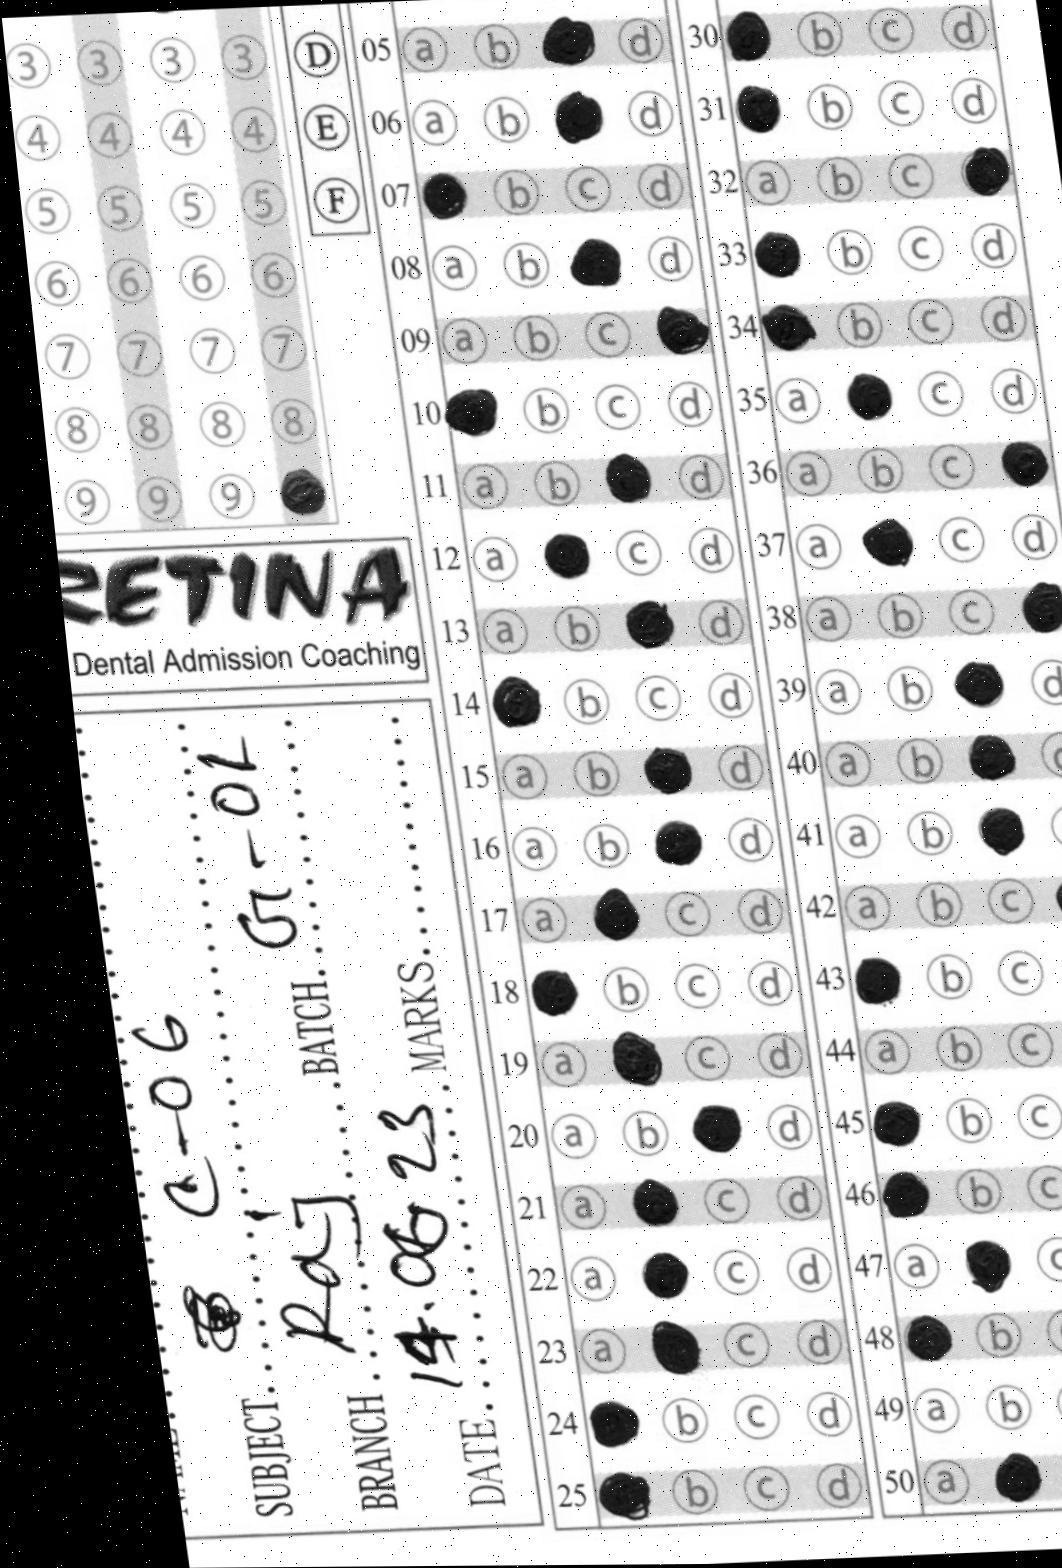 3 3 3 3 D
4 4 4 4 E
5 5 5 5 F
6 6 6 6
7 7 7 7
8 8 8 8
9 9 9
RETINA
Dental Admission Coaching
C-06
SUBJECT
BATCH G-02
BRANCH Raj
MARKS
DATE 14.06 23
05 a b d
06 a b d
07 b c d
08 a b d
09 a b c
10 b c d
11 a b d
12 a c d
13 a b d
14 b c d
15 a b d
16 a b d
17 a c d
18 b c d
19 a c d
20 a b d
21 a c d
22 a c d
23 a c d
24 b c d
25 b c d
30 b c d
31 b c d
32 a b c
33 b c d
34 b c d
35 a c d
36 a b c
37 a c d
38 a b c
39 a b d
40 a b
41 a b
42 a b c
43 b c
44 a b c
45 b c
46 b c
47 a c
48 b
49 a b
50 a